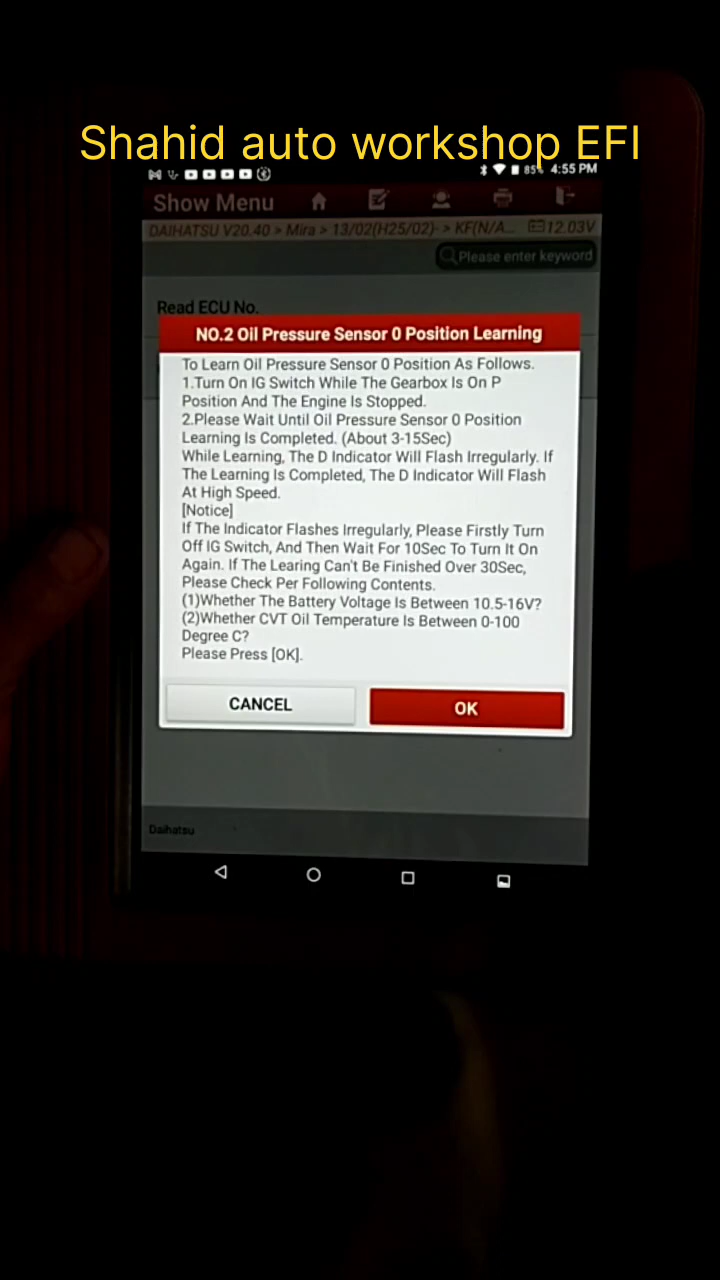 Shahid auto workshop EFI
85% 4:55 PM
Show Menu
DAIHATSU V20.40 > Mira > 13/02(H25/02) > KF(N/A... 12.03V
Please enter keyword
Read ECU No.
NO.2 Oil Pressure Sensor 0 Position Learning
To Learn Oil Pressure Sensor 0 Position As Follows.
1.Turn On IG Switch While The Gearbox Is On P
Position And The Engine Is Stopped.
2.Please Wait Until Oil Pressure Sensor 0 Position
Learning Is Completed. (About 3-15Sec)
While Learning, The D Indicator Will Flash Irregularly. If
The Learning Is Completed, The D Indicator Will Flash
At High Speed.
[Notice]
If The Indicator Flashes Irregularly, Please Firstly Turn
Off IG Switch, And Then Wait For 10Sec To Turn It On
Again. If The Learing Can't Be Finished Over 30Sec,
Please Check Per Following Contents.
(1)Whether The Battery Voltage Is Between 10.5-16V?
(2)Whether CVT Oil Temperature Is Between 0-100
Degree C?
Please Press [OK].
CANCEL OK
Daihatsu